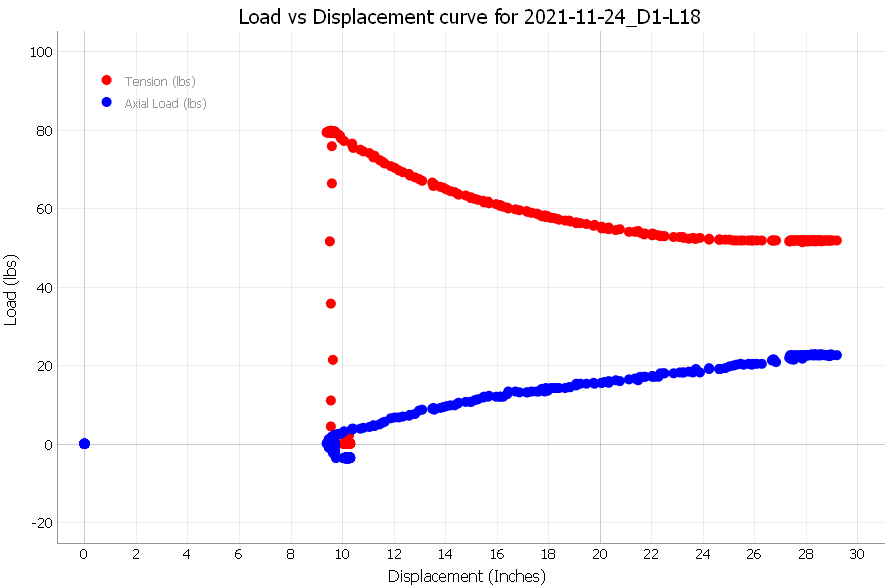 Load vs Displacement curve for 2021-11-24_D1-L18
100
Tension (lbs)
Axial Load (lbs)
80
60
40
20
0
-20
Load (lbs)
0 2 4 6 8 10 12 14 16 18 20 22 24 26 28 30
Displacement (Inches)